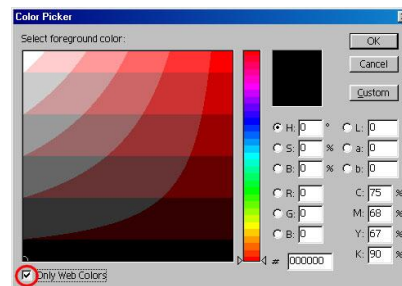 Color Picker
Select foreground color:
OK
Cancel
Custom
H: 0 °
L: 0
S: 0 %
a: 0
B: 0 %
b: 0
R: 0
C: 75 %
G: 0
M: 68 %
B: 0
Y: 67 %
# 000000
K: 90 %
Only Web Colors